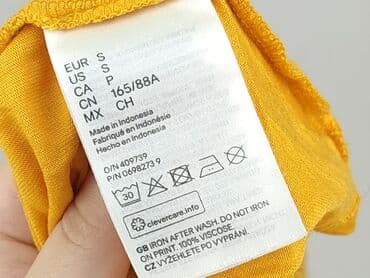 EUR S
US S
CA P
CN 165/88A
MX CH
Made in Indonesia
Fabriqué en Indonésie
Hecho en Indonesia
D/N 409739
P/N 0698273 9
30
clevercare.info
GB IRON AFTER WASH. DO NOT IRON
ON PRINT. 100% VISCOSE.
CZ VYŽEHLETE PO VYPRÁNÍ.